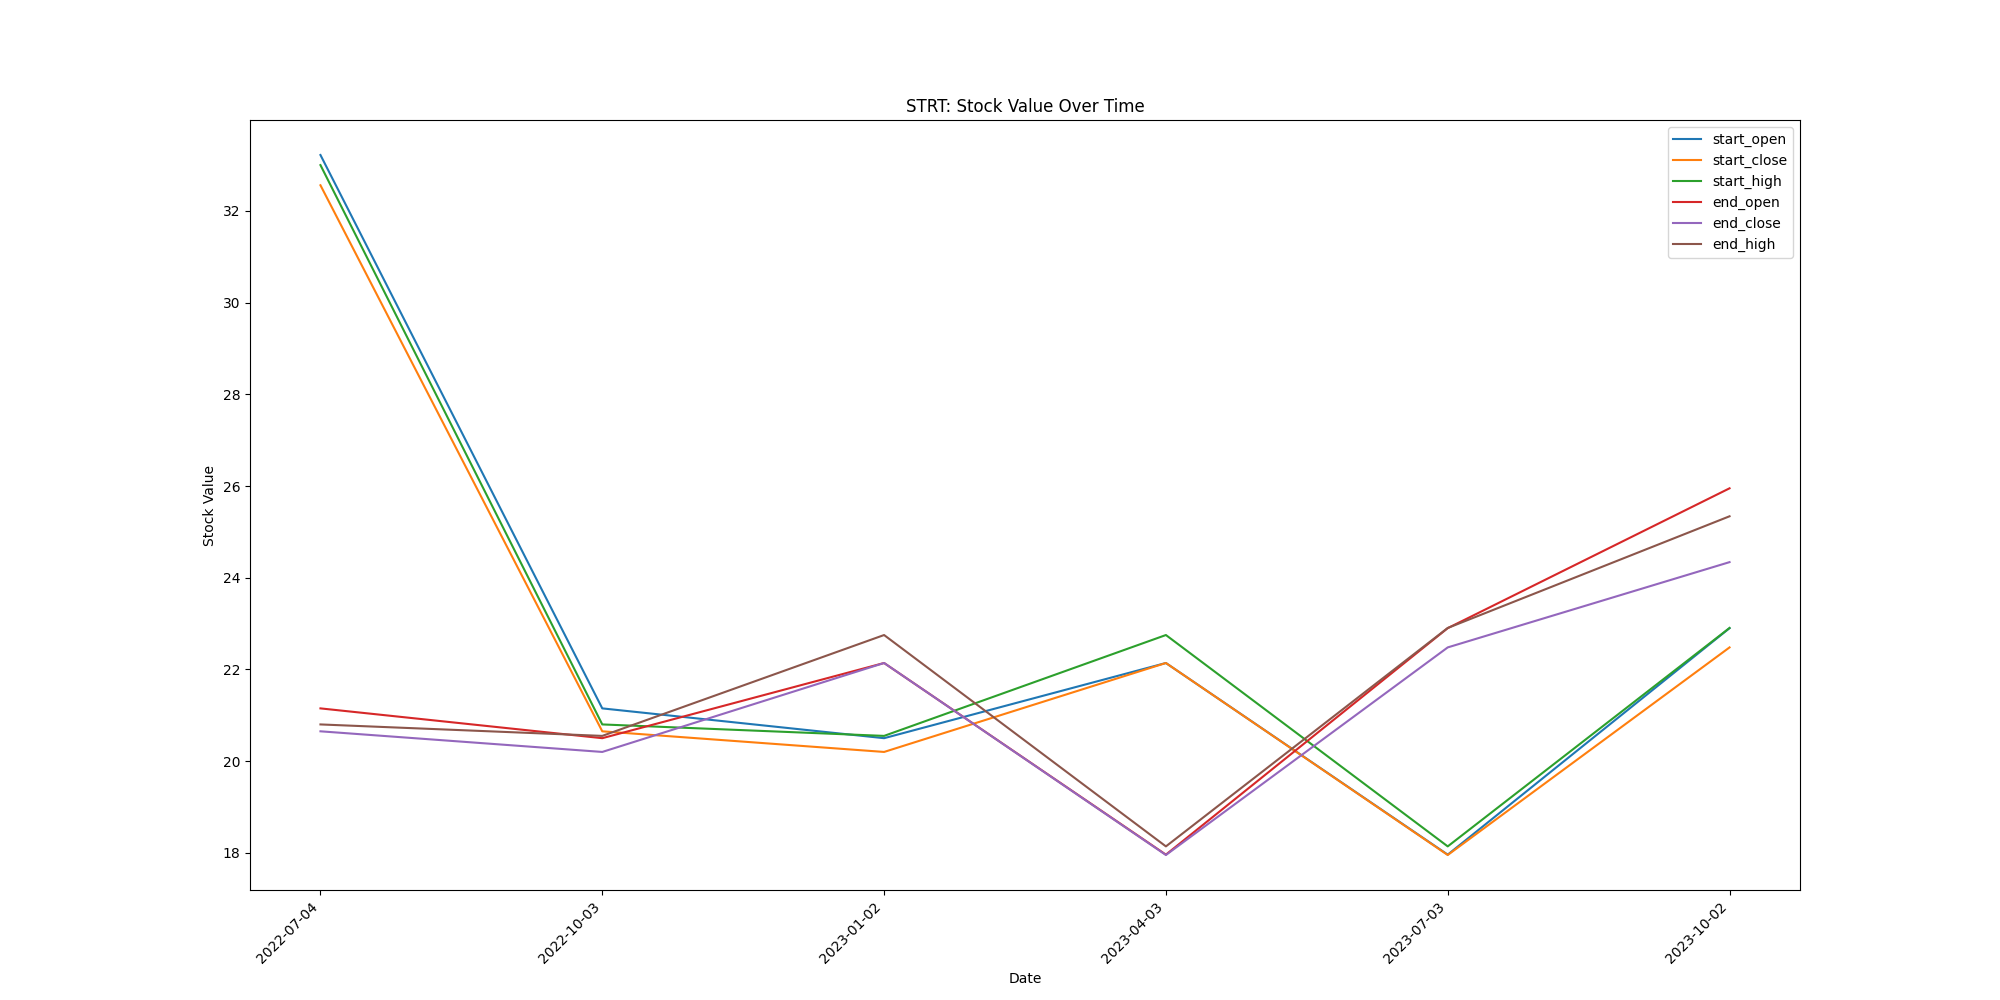 STRT: Stock Value Over Time
start_open
start_close
start_high
end_open
end_close
end_high
Stock Value
32
30
28
26
24
22
20
18
2022-07-04
2022-10-03
2023-01-02
2023-04-03
2023-07-03
2023-10-02
Date